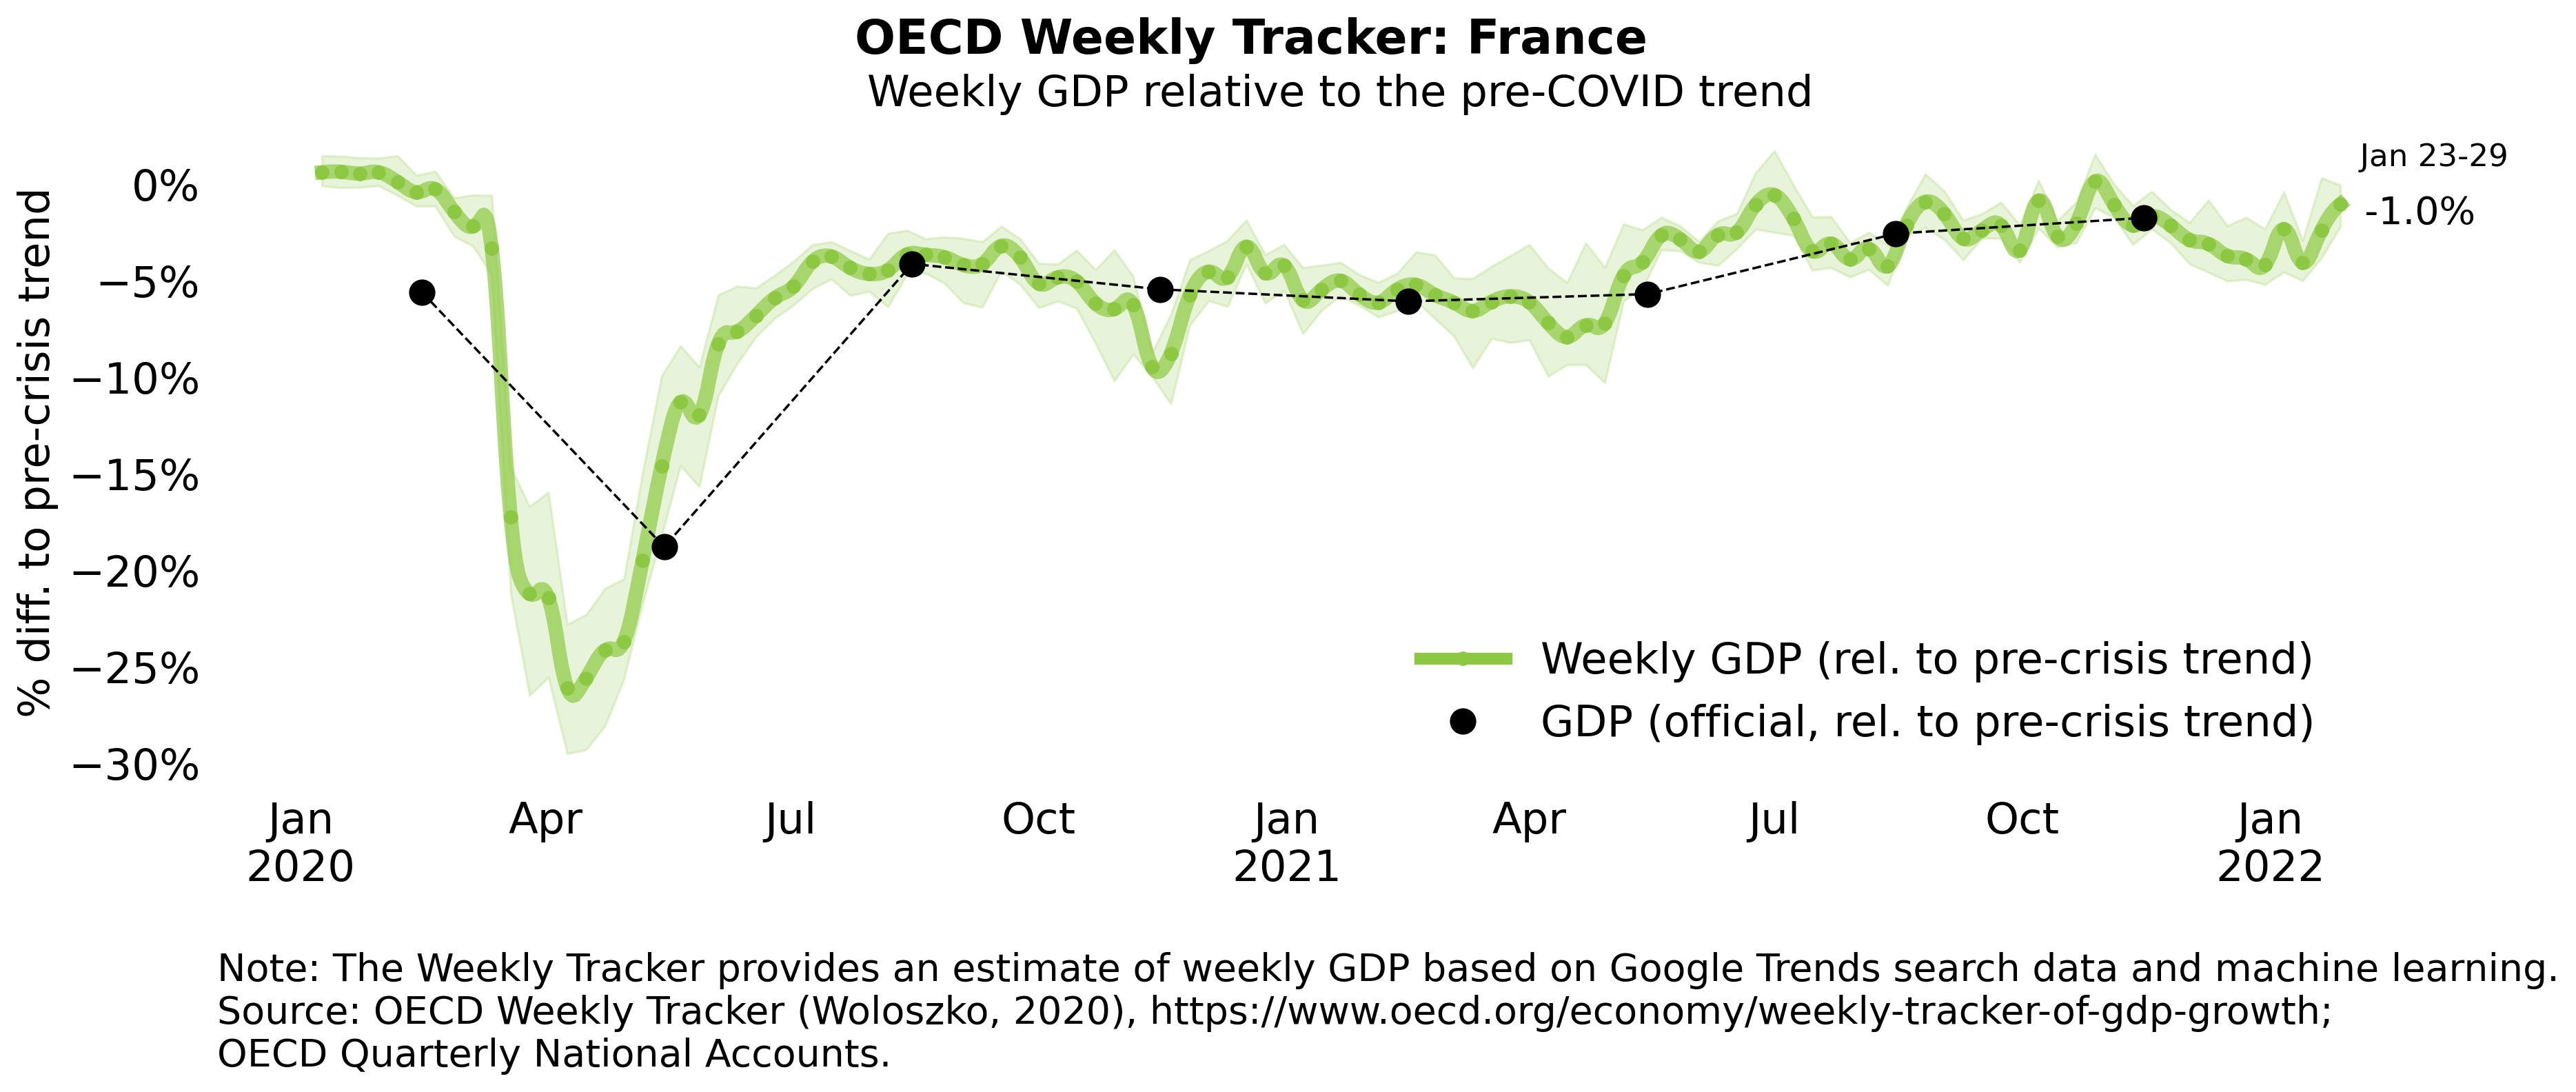 OECD Weekly Tracker: France
Weekly GDP relative to the pre-COVID trend
% diff. to pre-crisis trend
0%
−5%
−10%
−15%
−20%
−25%
−30%
Jan 23-29
-1.0%
Weekly GDP (rel. to pre-crisis trend)
GDP (official, rel. to pre-crisis trend)
Jan Apr Jul Oct Jan Apr Jul Oct Jan
2020 2021 2022
Note: The Weekly Tracker provides an estimate of weekly GDP based on Google Trends search data and machine learning.
Source: OECD Weekly Tracker (Woloszko, 2020), https://www.oecd.org/economy/weekly-tracker-of-gdp-growth;
OECD Quarterly National Accounts.